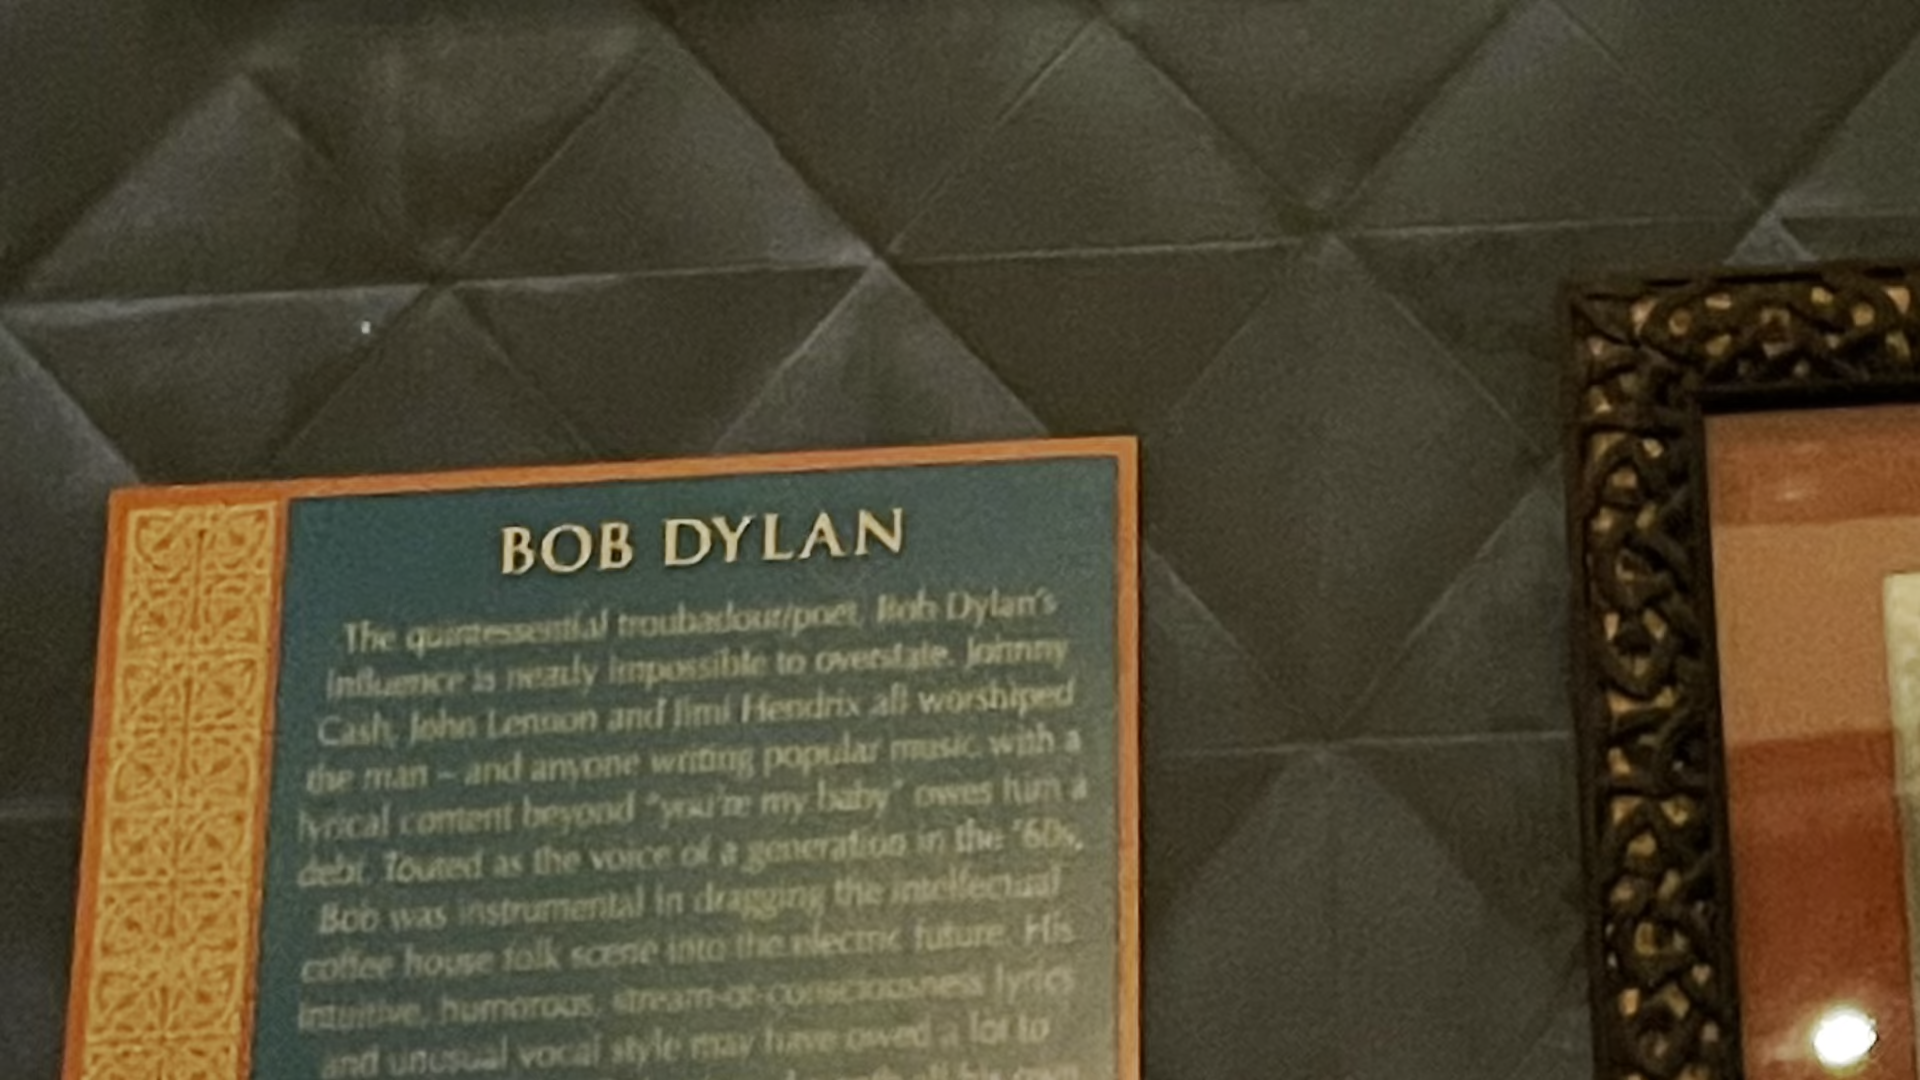 BOB DYLAN
The quintessential troubadour/poet, Bob Dylan's
influence is nearly impossible to overstate. Johnny
Cash, John Lennon and Jimi Hendrix all worshiped
the man – and anyone writing popular music with a
lyrical content beyond "you're my baby" owes him a
debt. Touted as the voice of a generation in the '60s,
Bob was instrumental in dragging the intellectual
coffee house folk scene into the electric future. His
intuitive, humorous, stream-of-consciousness lyrics
and unusual vocal style may have owed a lot to
all his own